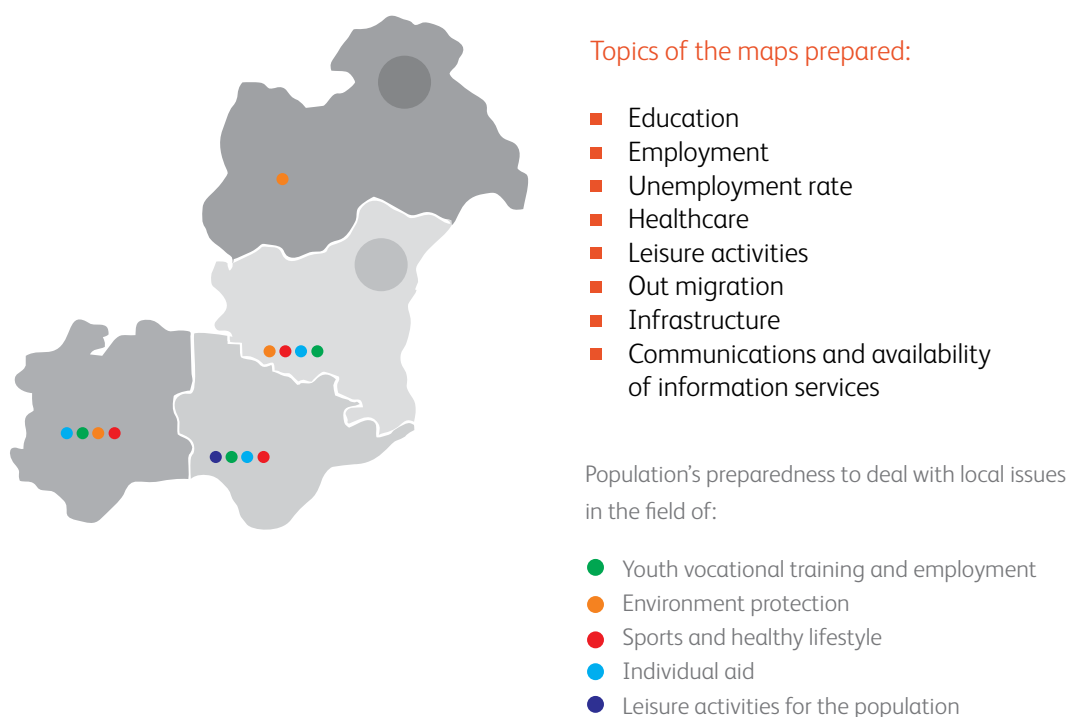 Topics of the maps prepared:
Education
Employment
Unemployment rate
Healthcare
Leisure activities
Out migration
Infrastructure
Communications and availability
of information services
Population’s preparedness to deal with local issues
in the field of:
Youth vocational training and employment
Environment protection
Sports and healthy lifestyle
Individual aid
Leisure activities for the population